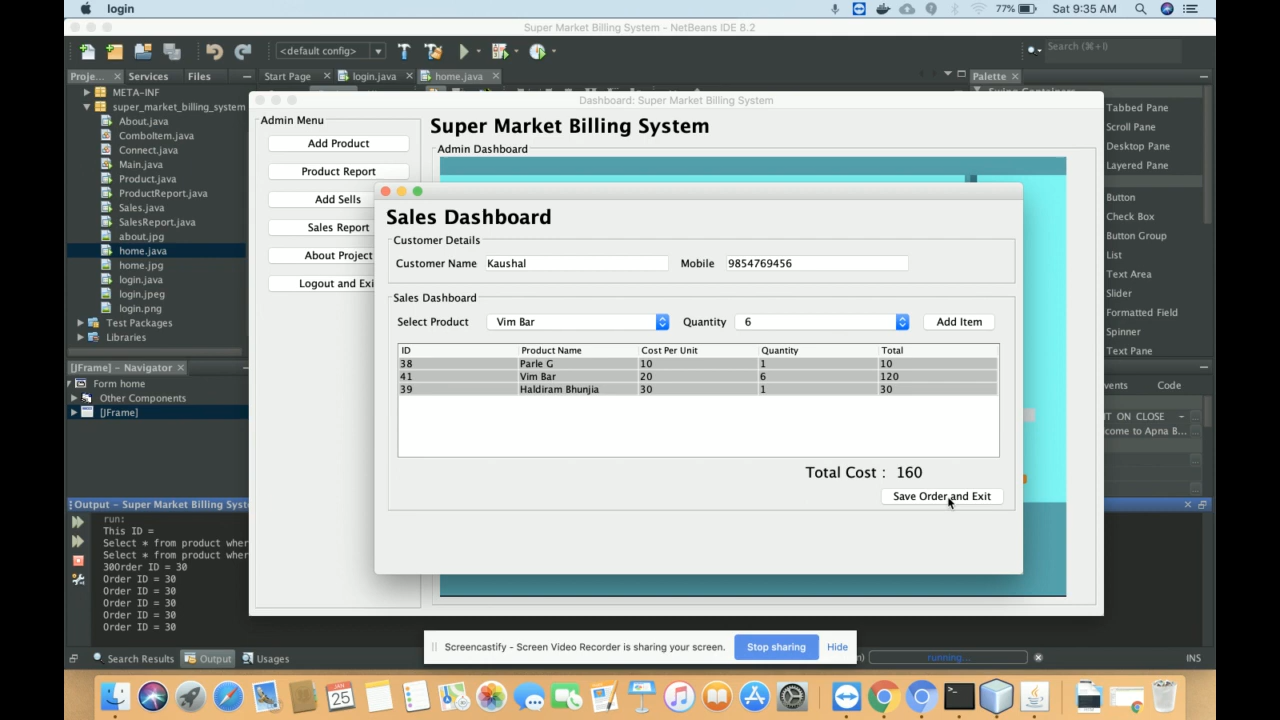 login
77%
Sat 9:35 AM
Super Market Billing System - NetBeans IDE 8.2
<default config>
Search (⌘+I)
Proje...
Services
Files
Start Page
login.java
home.java
Palette
META-INF
super_market_billing_system
About.java
ComboItem.java
Connect.java
Main.java
Product.java
ProductReport.java
Sales.java
SalesReport.java
about.jpg
home.java
home.jpg
login.java
login.jpeg
login.png
Test Packages
Libraries
[JFrame] - Navigator
Form home
Other Components
[JFrame]
Dashboard: Super Market Billing System
Admin Menu
Add Product
Product Report
Add Sells
Sales Report
About Project
Logout and Exi
Super Market Billing System
Admin Dashboard
Sales Dashboard
Customer Details
Customer Name Kaushal Mobile 9854769456
Sales Dashboard
Select Product Vim Bar Quantity 6 Add Item
ID Product Name Cost Per Unit Quantity Total
38 Parle G 10 1 10
41 Vim Bar 20 6 120
39 Haldiram Bhunjia 30 1 30
Total Cost : 160
Save Order and Exit
Tabbed Pane
Scroll Pane
Desktop Pane
Layered Pane
Button
Check Box
Button Group
List
Text Area
Slider
Formatted Field
Spinner
Text Pane
vents
Code
IT ON CLOSE
come to Apna B...
Output - Super Market Billing Syst
run:
This ID =
Select * from product wher
Select * from product wher
30Order ID = 30
Order ID = 30
Order ID = 30
Order ID = 30
Order ID = 30
Order ID = 30
Screencastify - Screen Video Recorder is sharing your screen.
Stop sharing
Hide
Search Results
Output
Usages
running...
INS
25